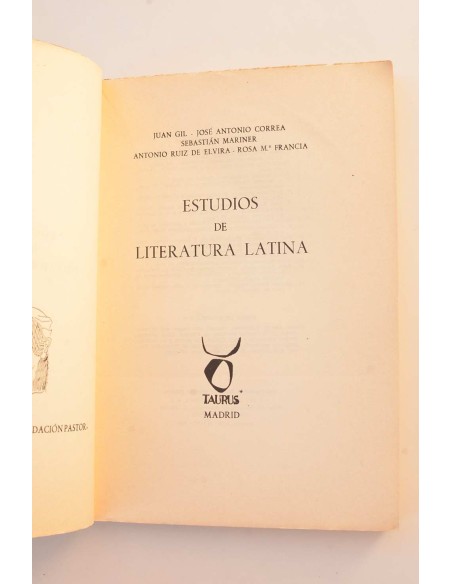 DACIÓN PASTOR-
JUAN GIL - JOSÉ ANTONIO CORREA
SEBASTIÁN MARINER
ANTONIO RUIZ DE ELVIRA - ROSA M.ª FRANCIA
ESTUDIOS
DE
LITERATURA LATINA
TAURUS
MADRID